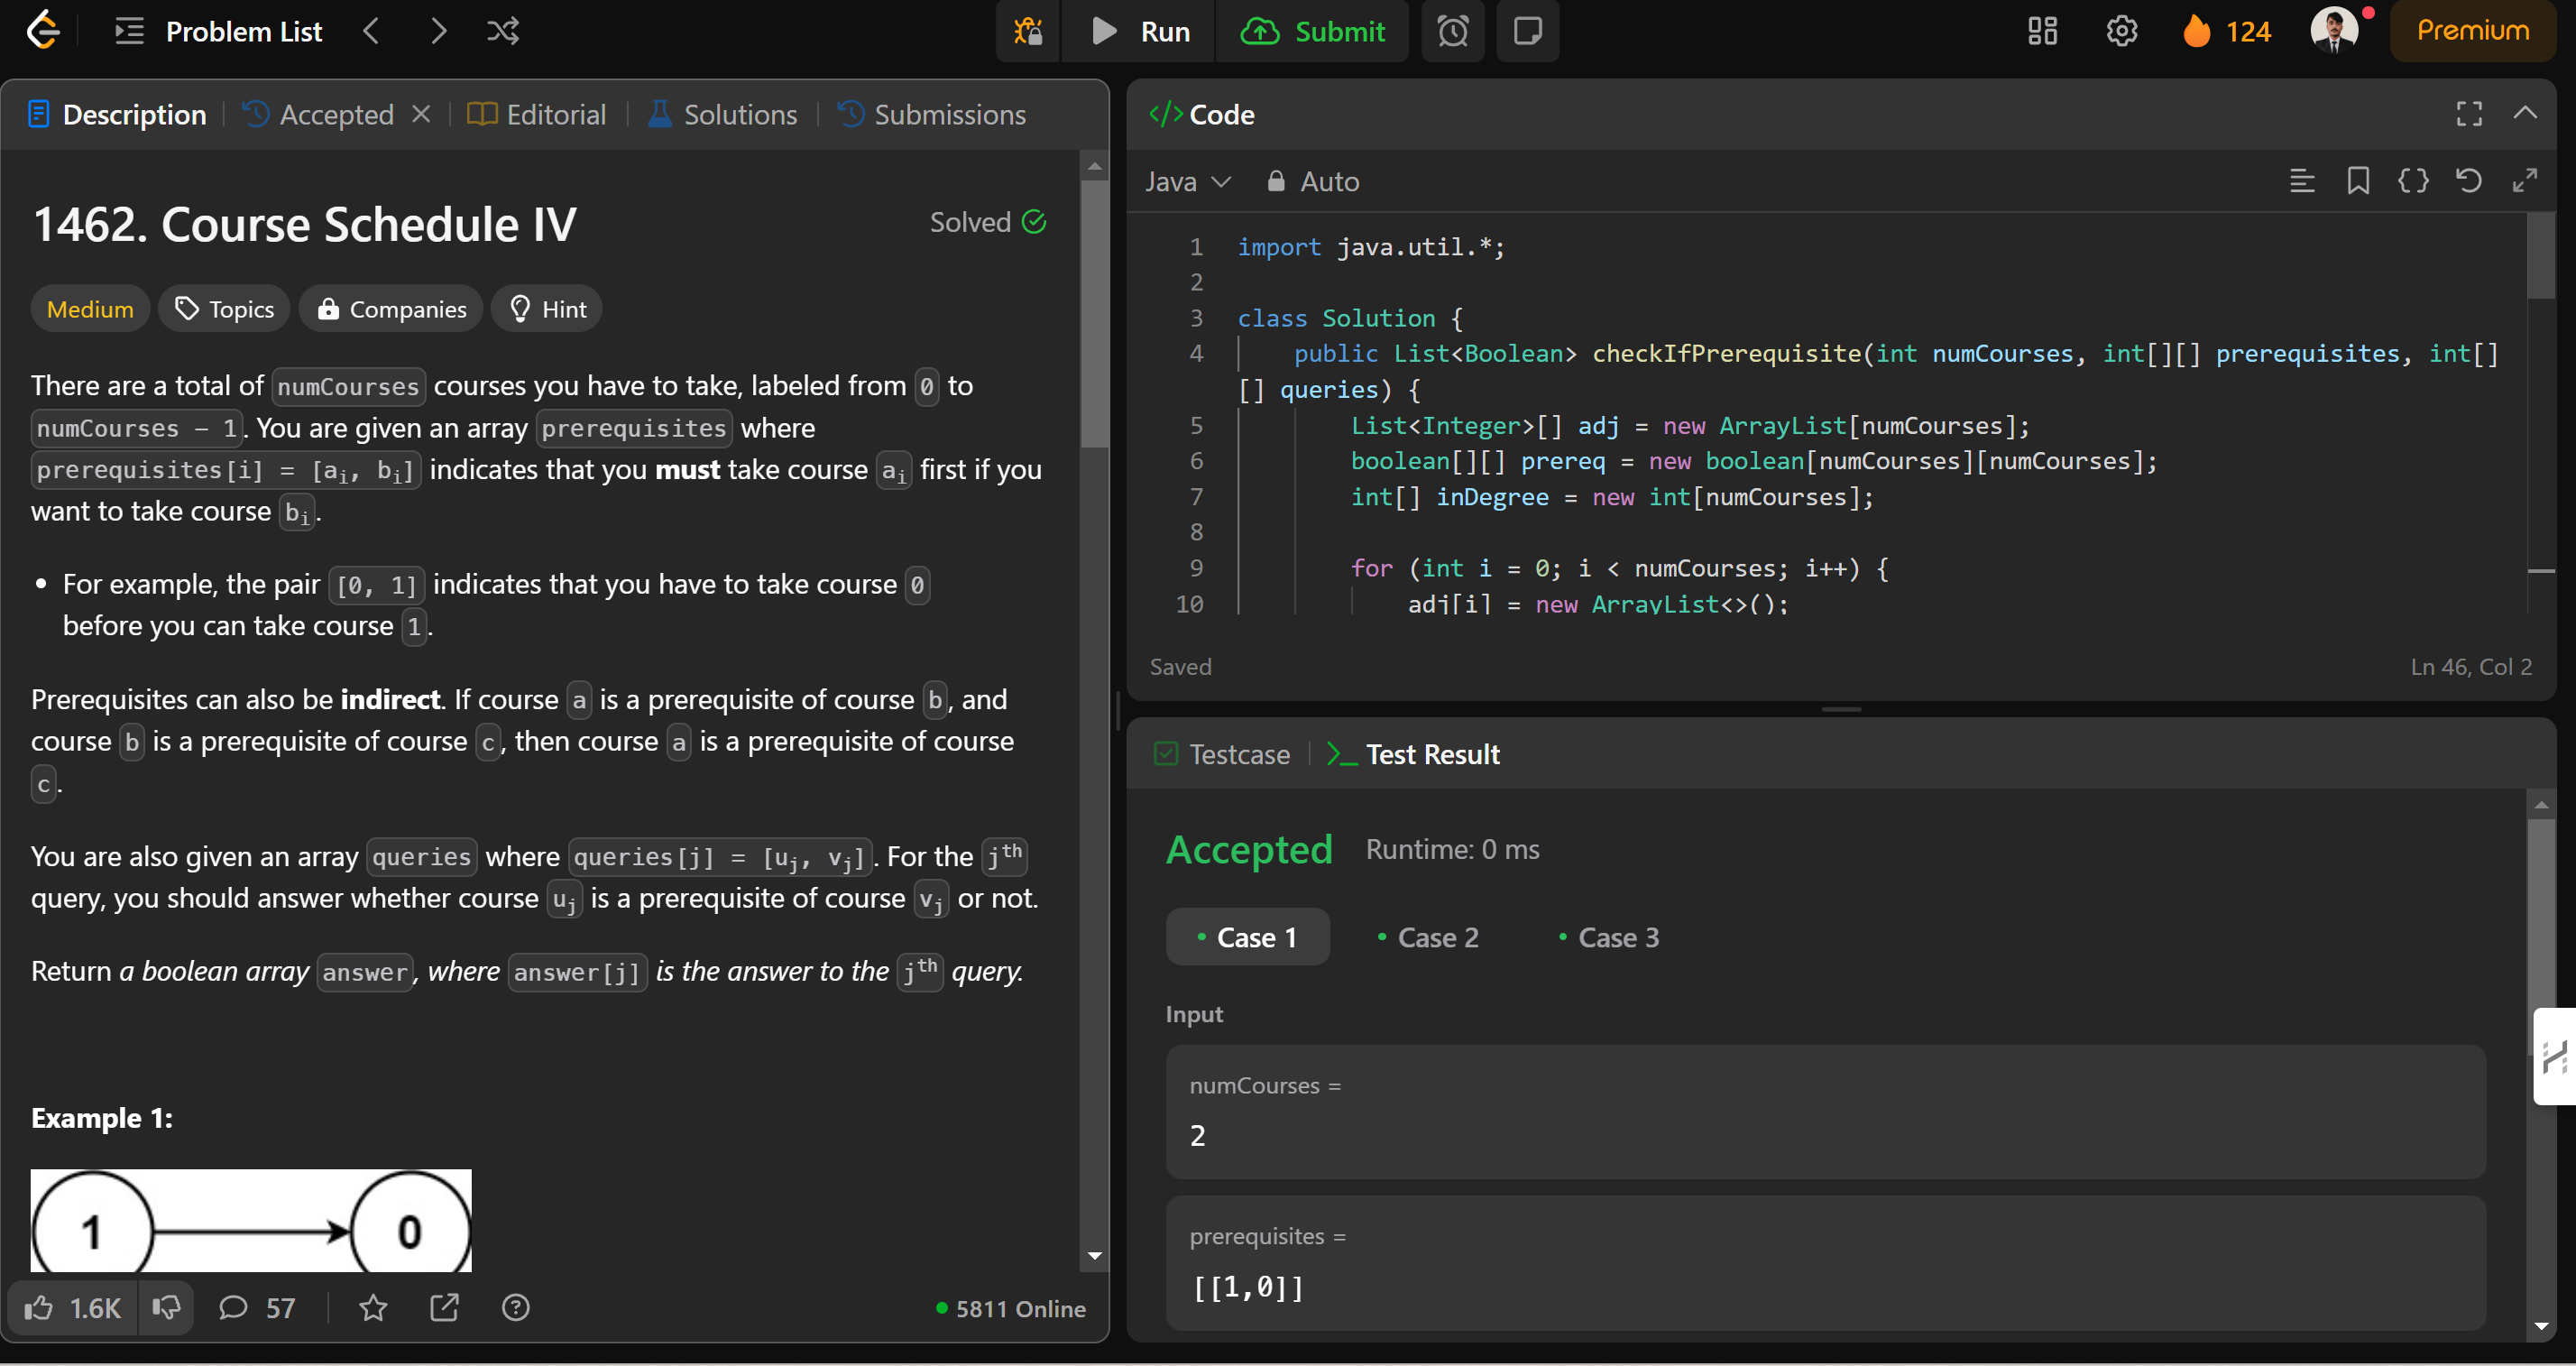 Problem List
Run
Submit
124
Premium
Description
Accepted
Editorial
Solutions
Submissions
1462. Course Schedule IV
Solved
Medium
Topics
Companies
Hint
There are a total of numCourses courses you have to take, labeled from 0 to
numCourses - 1. You are given an array prerequisites where
prerequisites[i] = [ai, bi] indicates that you must take course ai first if you
want to take course bi.
• For example, the pair [0, 1] indicates that you have to take course 0
before you can take course 1.
Prerequisites can also be indirect. If course a is a prerequisite of course b, and
course b is a prerequisite of course c, then course a is a prerequisite of course
c.
You are also given an array queries where queries[j] = [uj, vj]. For the jth
query, you should answer whether course uj is a prerequisite of course vj or not.
Return a boolean array answer, where answer[j] is the answer to the jth query.
Example 1:
1
0
1.6K
57
5811 Online
</> Code
Java
Auto
1 import java.util.*;
2
3 class Solution {
4 public List<Boolean> checkIfPrerequisite(int numCourses, int[][] prerequisites, int[]
[] queries) {
5 List<Integer>[] adj = new ArrayList[numCourses];
6 boolean[][] prereq = new boolean[numCourses][numCourses];
7 int[] inDegree = new int[numCourses];
8
9 for (int i = 0; i < numCourses; i++) {
10 adj[i] = new ArrayList<>();
Saved
Ln 46, Col 2
Testcase
Test Result
Accepted
Runtime: 0 ms
• Case 1
• Case 2
• Case 3
Input
numCourses =
2
prerequisites =
[[1,0]]